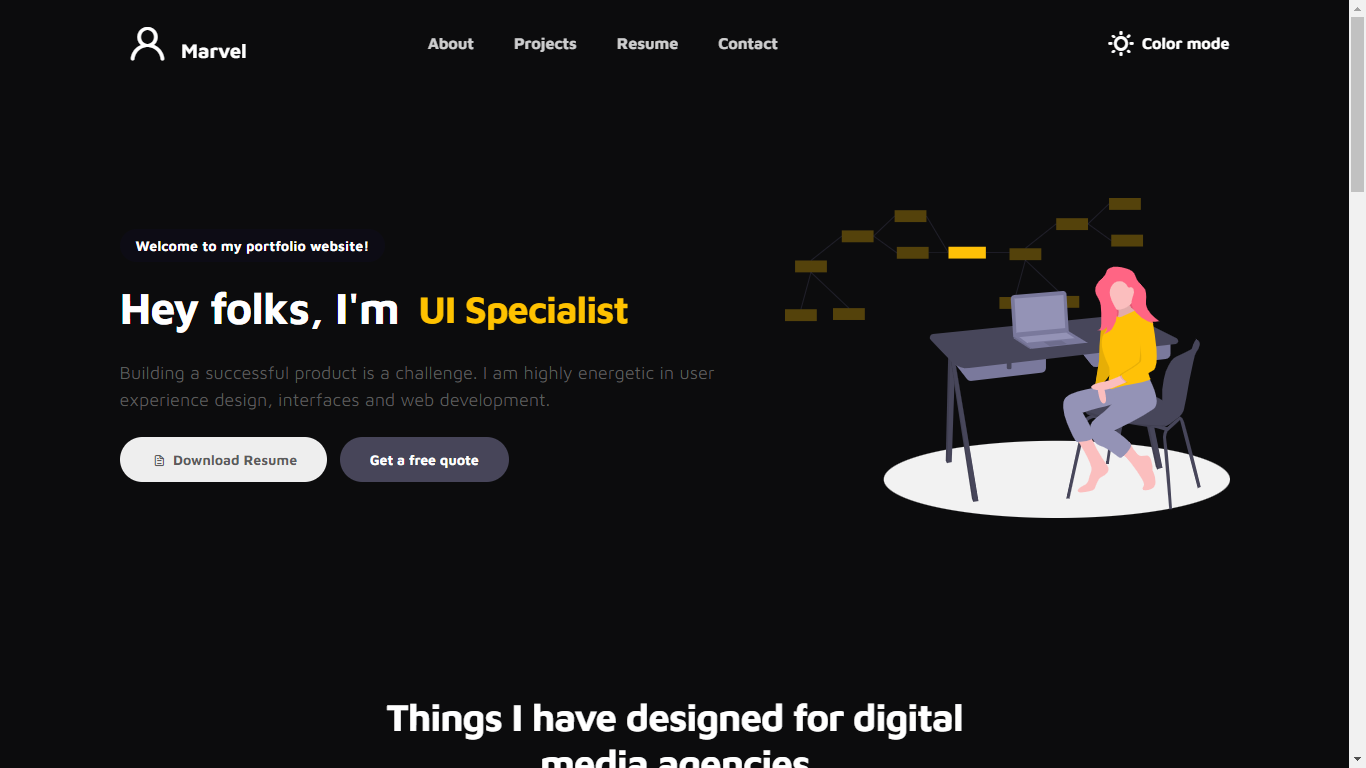 Marvel
About
Projects
Resume
Contact
Color mode
Welcome to my portfolio website!
Hey folks, I'm UI Specialist
Building a successful product is a challenge. I am highly energetic in user
experience design, interfaces and web development.
Download Resume
Get a free quote
Things I have designed for digital
media agencies